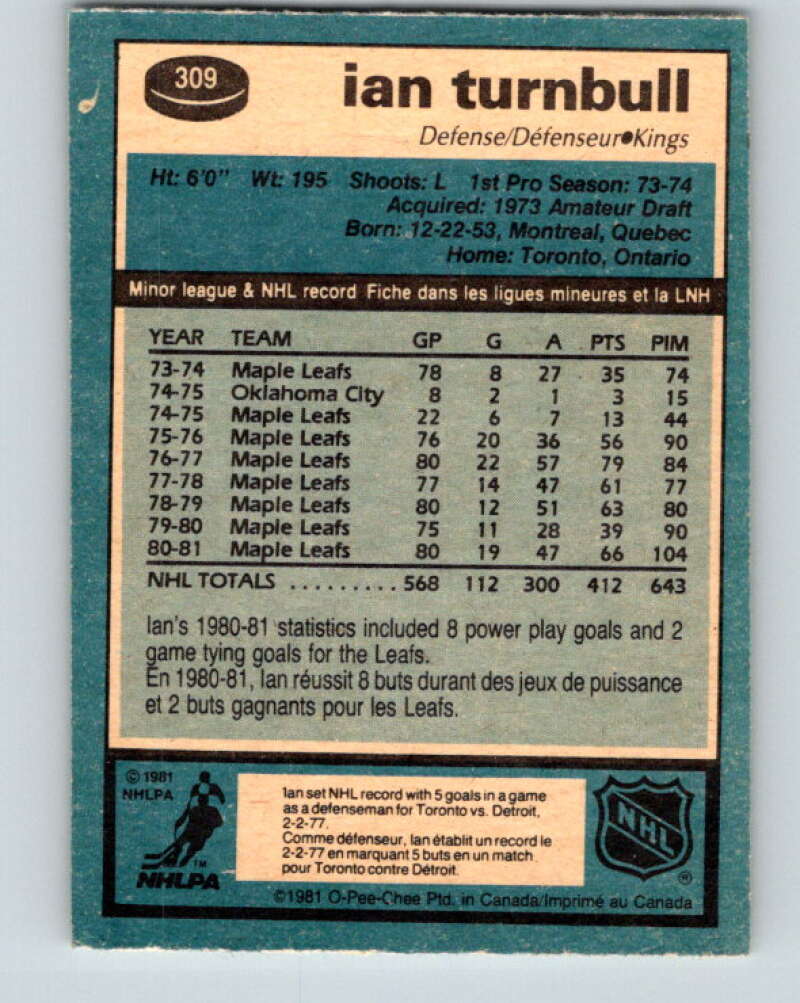 309
ian turnbull
Defense/Défenseur•Kings
Ht: 6'0" Wt: 195 Shoots: L 1st Pro Season: 73-74
Acquired: 1973 Amateur Draft
Born: 12-22-53, Montreal, Quebec
Home: Toronto, Ontario
Minor league & NHL record Fiche dans les ligues mineures et la LNH
YEAR TEAM GP G A PTS PIM
73-74 Maple Leafs 78 8 27 35 74
74-75 Oklahoma City 8 2 1 3 15
74-75 Maple Leafs 22 6 7 13 44
75-76 Maple Leafs 76 20 36 56 90
76-77 Maple Leafs 80 22 57 79 84
77-78 Maple Leafs 77 14 47 61 77
78-79 Maple Leafs 80 12 51 63 80
79-80 Maple Leafs 75 11 28 39 90
80-81 Maple Leafs 80 19 47 66 104
NHL TOTALS .......... 568 112 300 412 643
Ian's 1980-81 statistics included 8 power play goals and 2
game tying goals for the Leafs.
En 1980-81, Ian réussit 8 buts durant des jeux de puissance
et 2 buts gagnants pour les Leafs.
©1981
NHLPA
TM
NHLPA
Ian set NHL record with 5 goals in a game
as a defenseman for Toronto vs. Detroit,
2-2-77.
Comme défenseur, Ian établit un record le
2-2-77 en marquant 5 buts en un match
pour Toronto contre Détroit.
NHL
®
©1981 O-Pee-Chee Ptd. in Canada/Imprimé au Canada